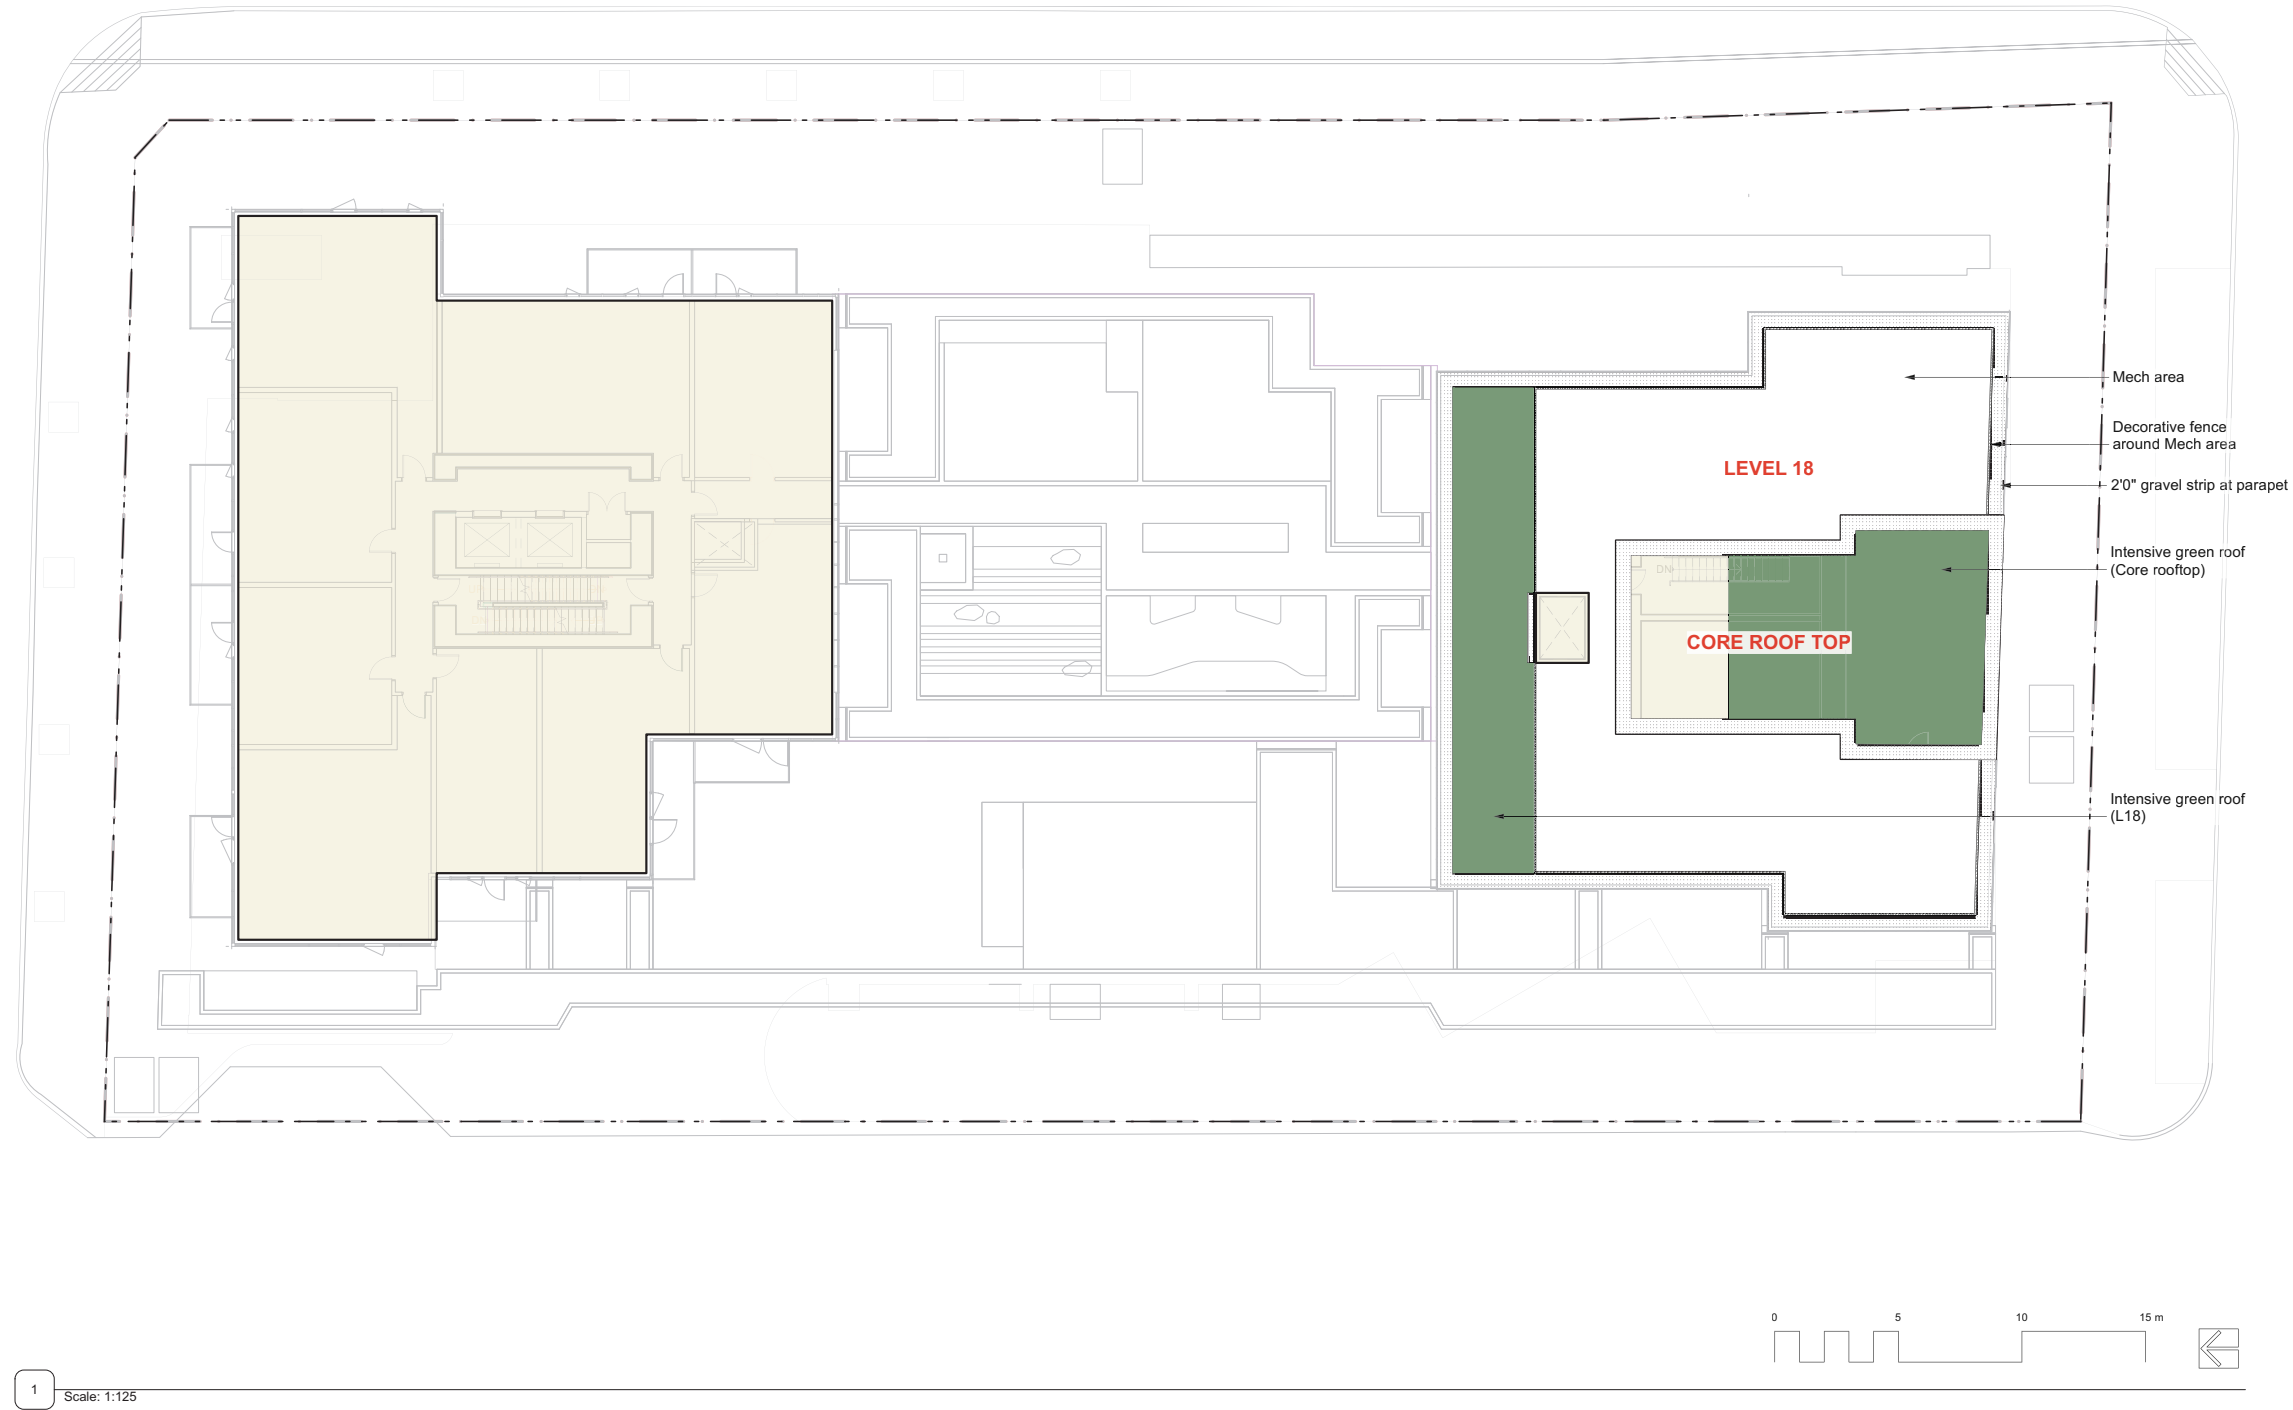 Mech area
Decorative fence
around Mech area
LEVEL 18
2'0" gravel strip at parapet
Intensive green roof
(Core rooftop)
DN
CORE ROOF TOP
Intensive green roof
(L18)
0 5 10 15 m
1
Scale: 1:125